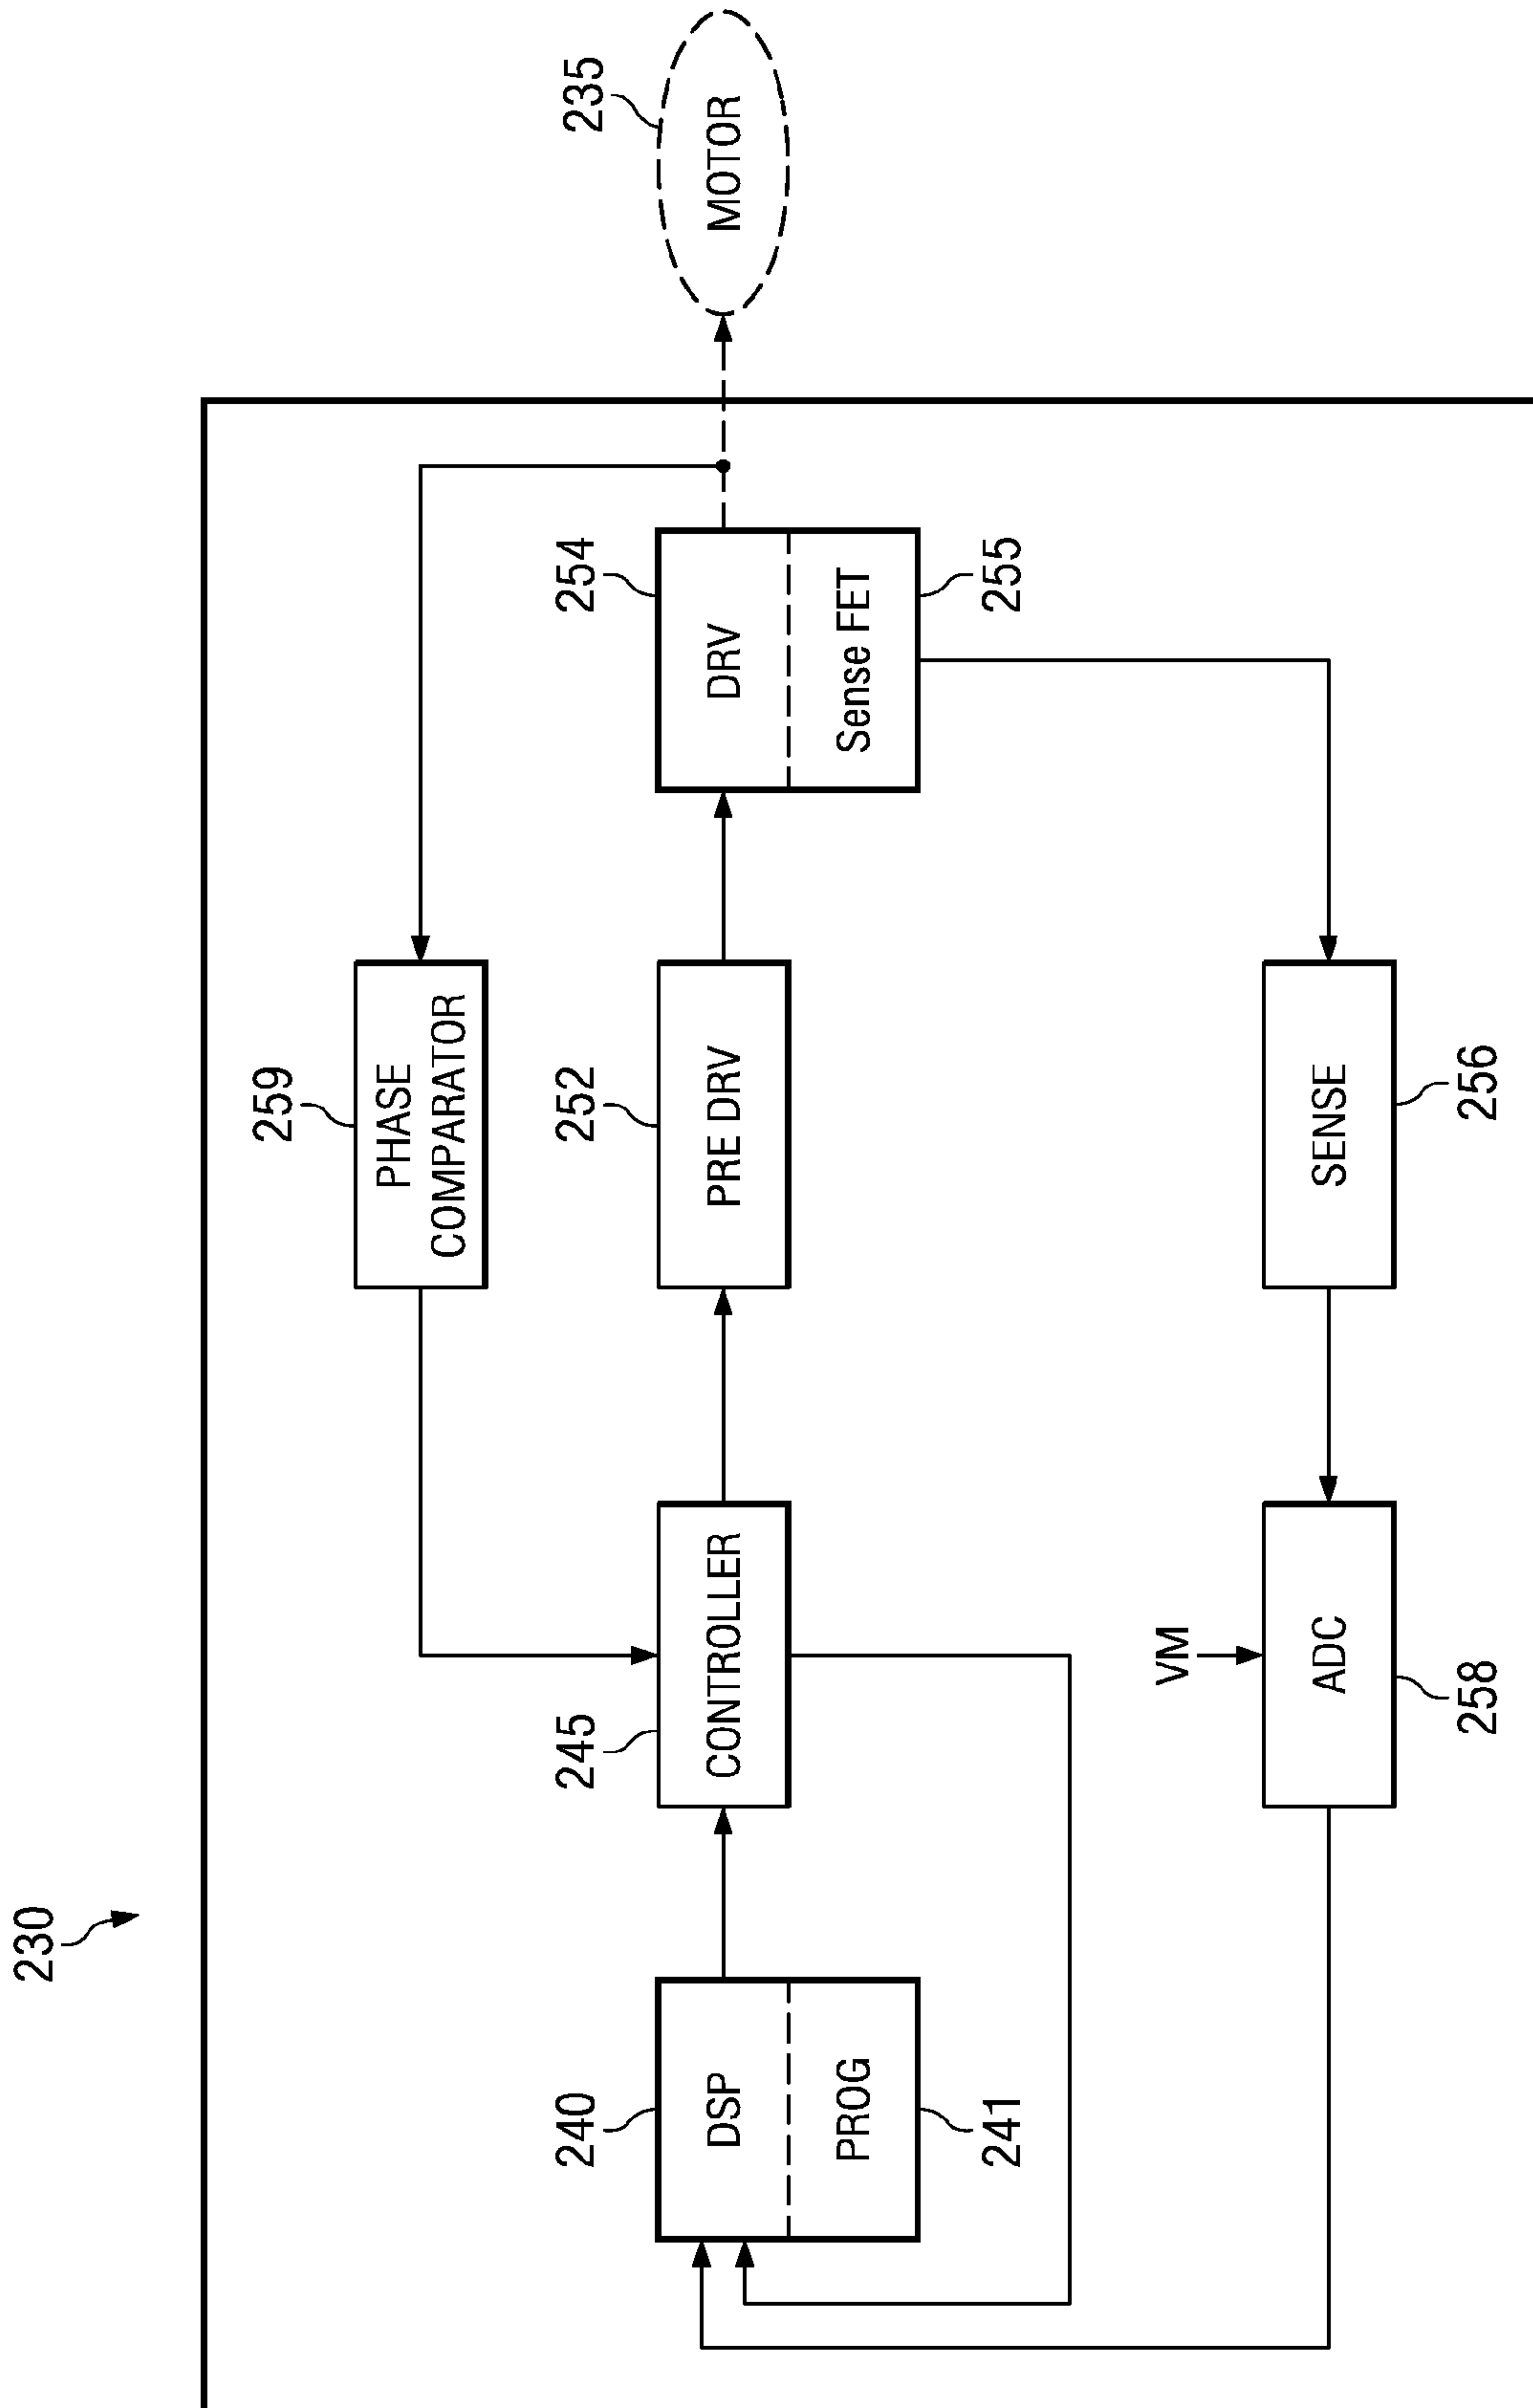 230
259
PHASE
COMPARATOR
240
DSP
PROG
241
245
CONTROLLER
252
PRE DRV
254
DRV
Sense FET
255
235
MOTOR
VM
ADC
258
SENSE
256